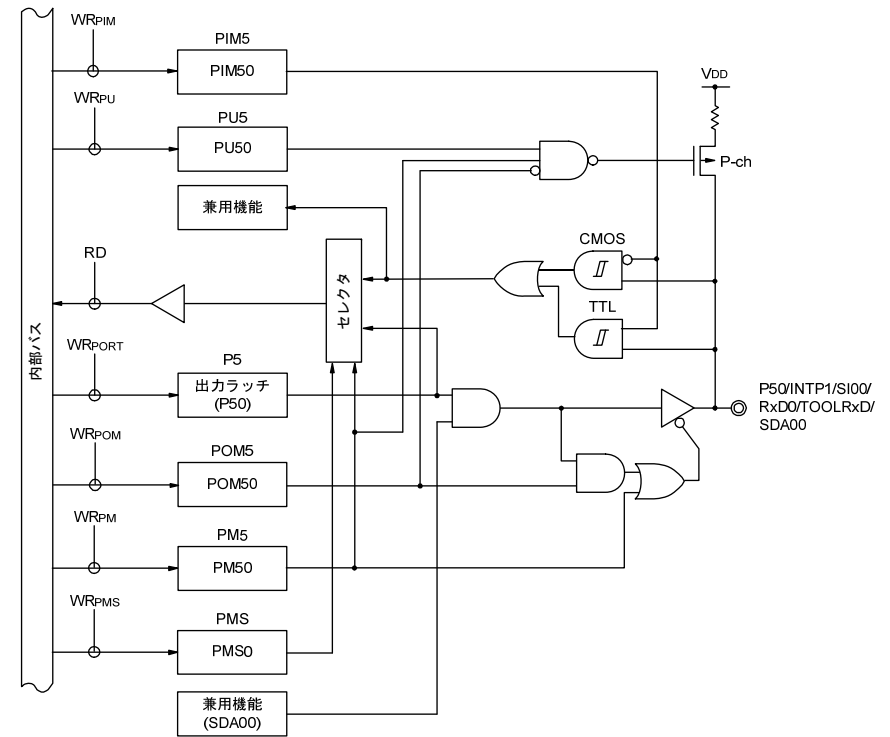 WRPIM
PIM5
PIM50
VDD
WRPU
PU5
PU50
P-ch
兼用機能
CMOS
RD
セレクタ
TTL
内部バス
WRPORT
P5
出力ラッチ
(P50)
P50/INTP1/SI00/
RxD0/TOOLRxD/
SDA00
WRPOM
POM5
POM50
WRPM
PM5
PM50
WRPMS
PMS
PMS0
兼用機能
(SDA00)